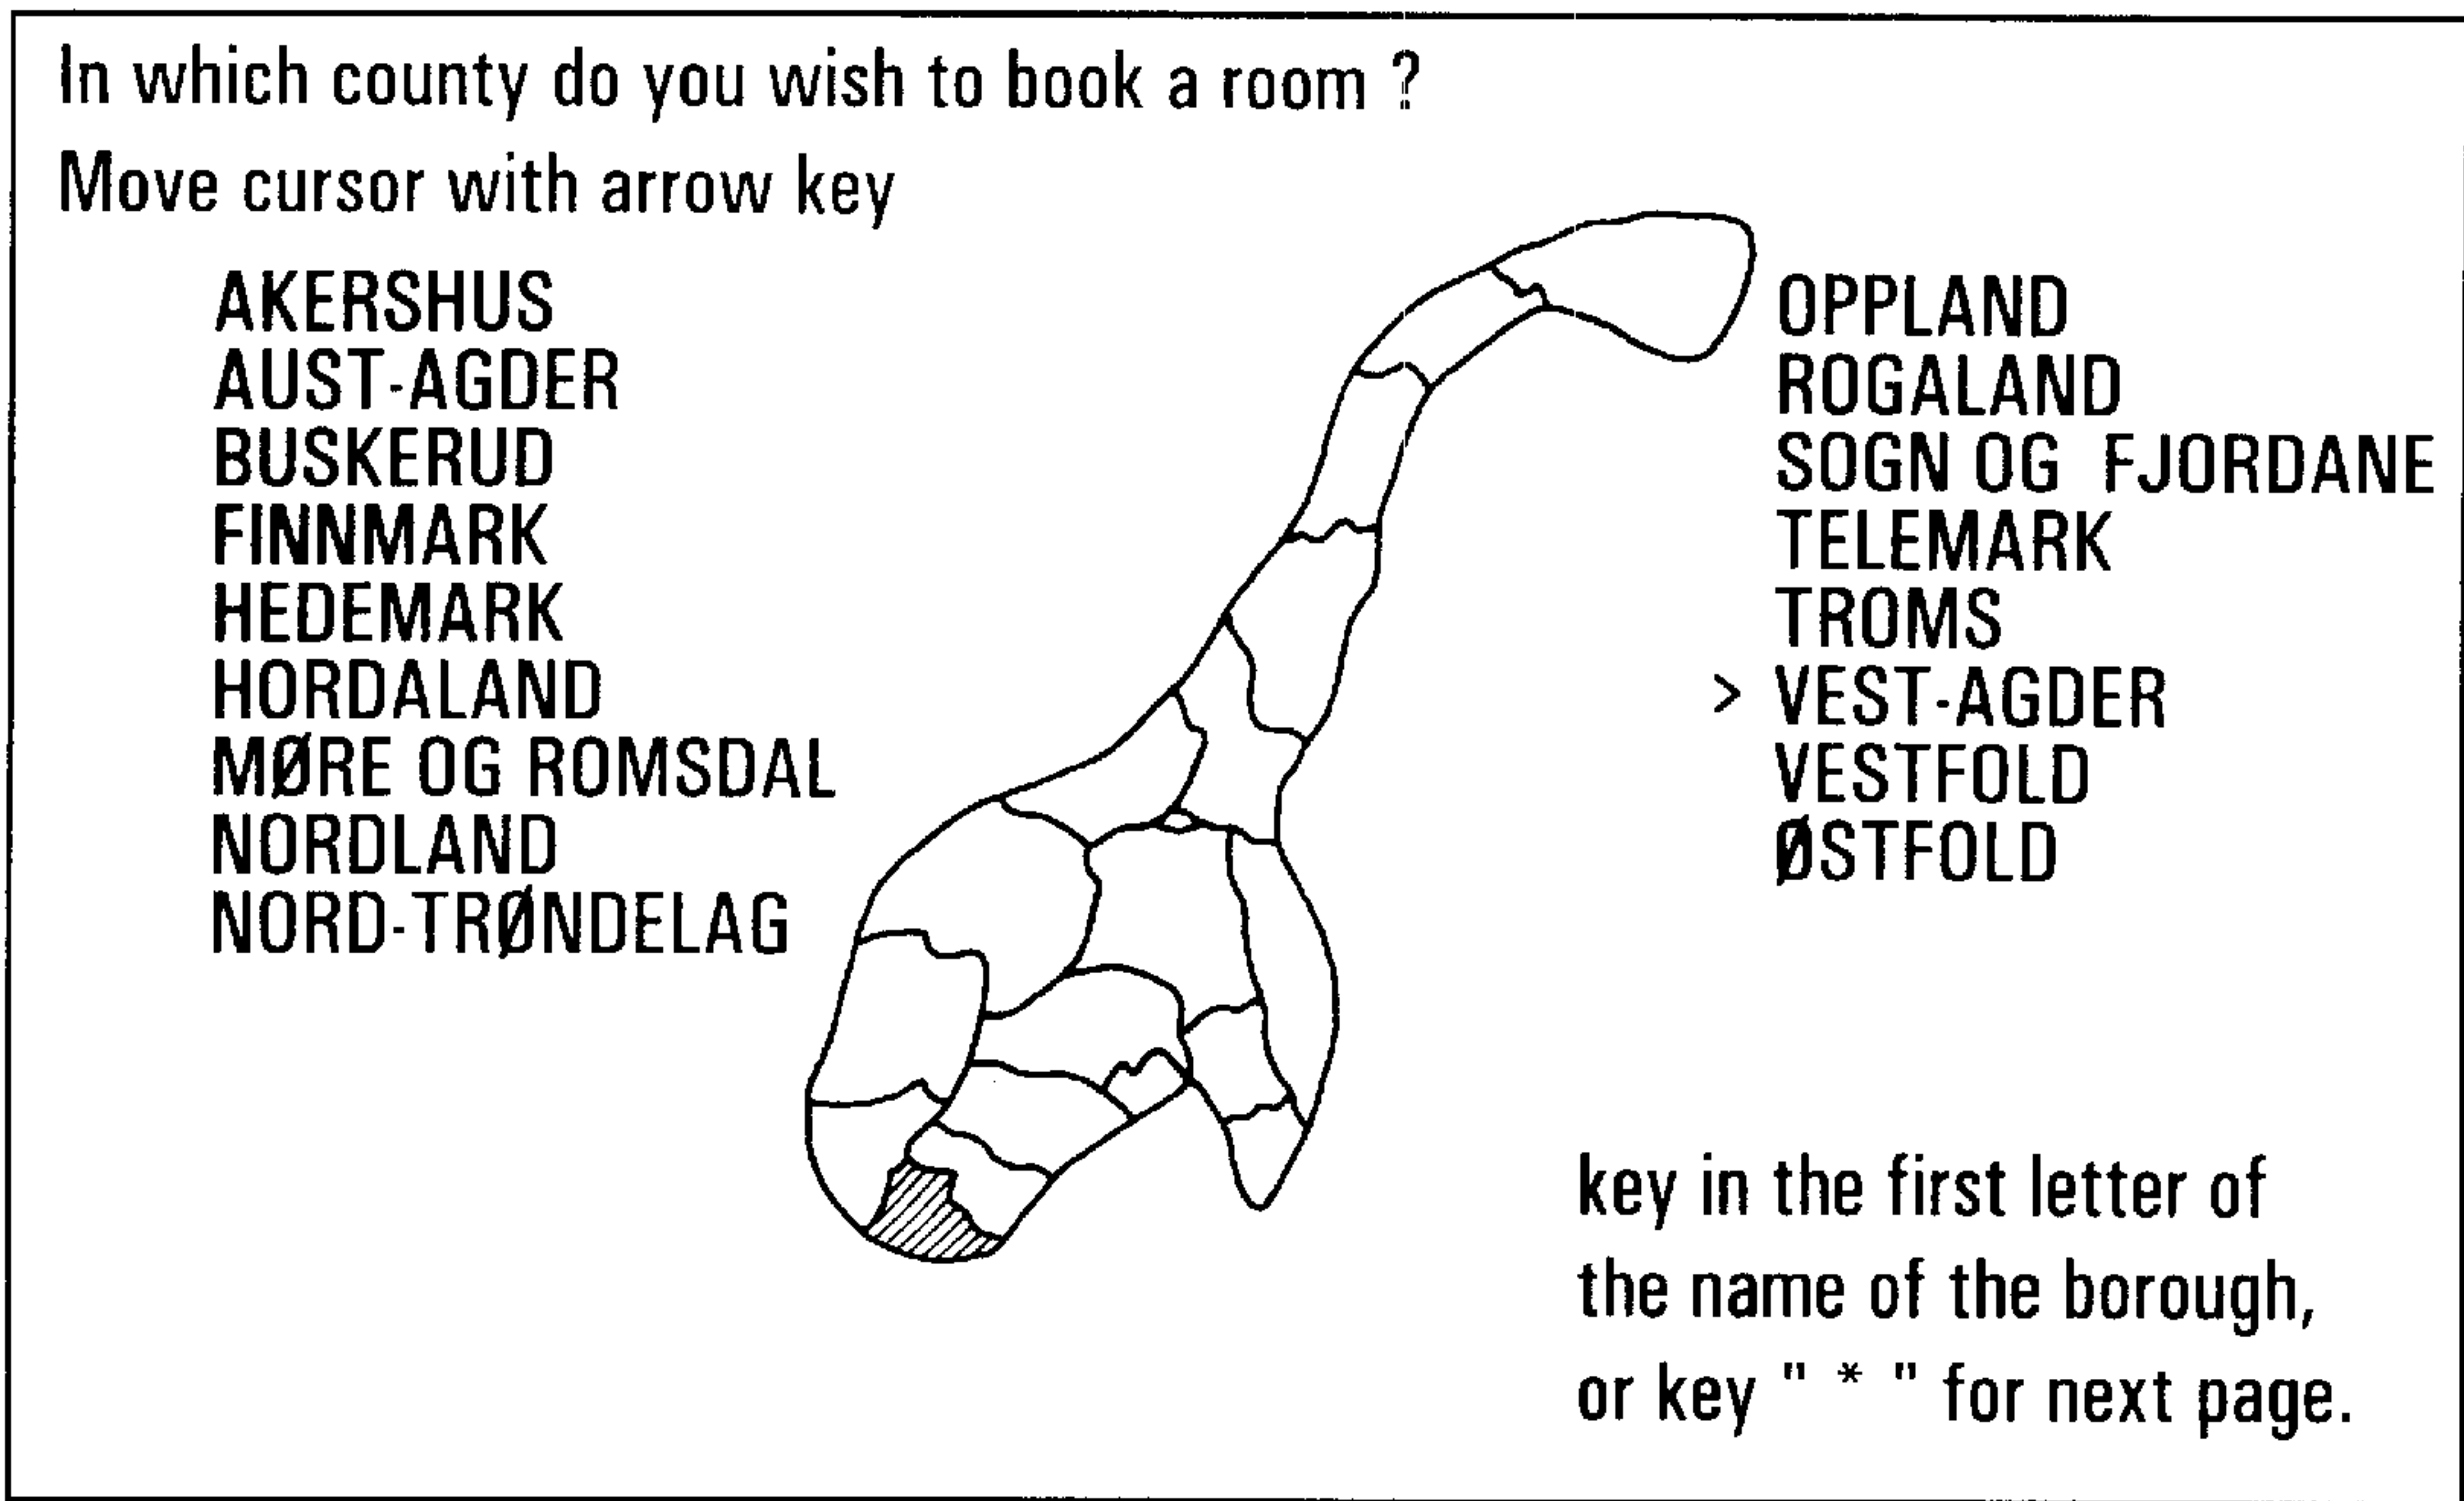 In which county do you wish to book a room ?
Move cursor with arrow key
AKERSHUS
AUST-AGDER
BUSKERUD
FINNMARK
HEDEMARK
HORDALAND
MØRE OG ROMSDAL
NORDLAND
NORD-TRØNDELAG
OPPLAND
ROGALAND
SOGN OG FJORDANE
TELEMARK
TROMS
> VEST-AGDER
VESTFOLD
ØSTFOLD
key in the first letter of
the name of the borough,
or key " * " for next page.